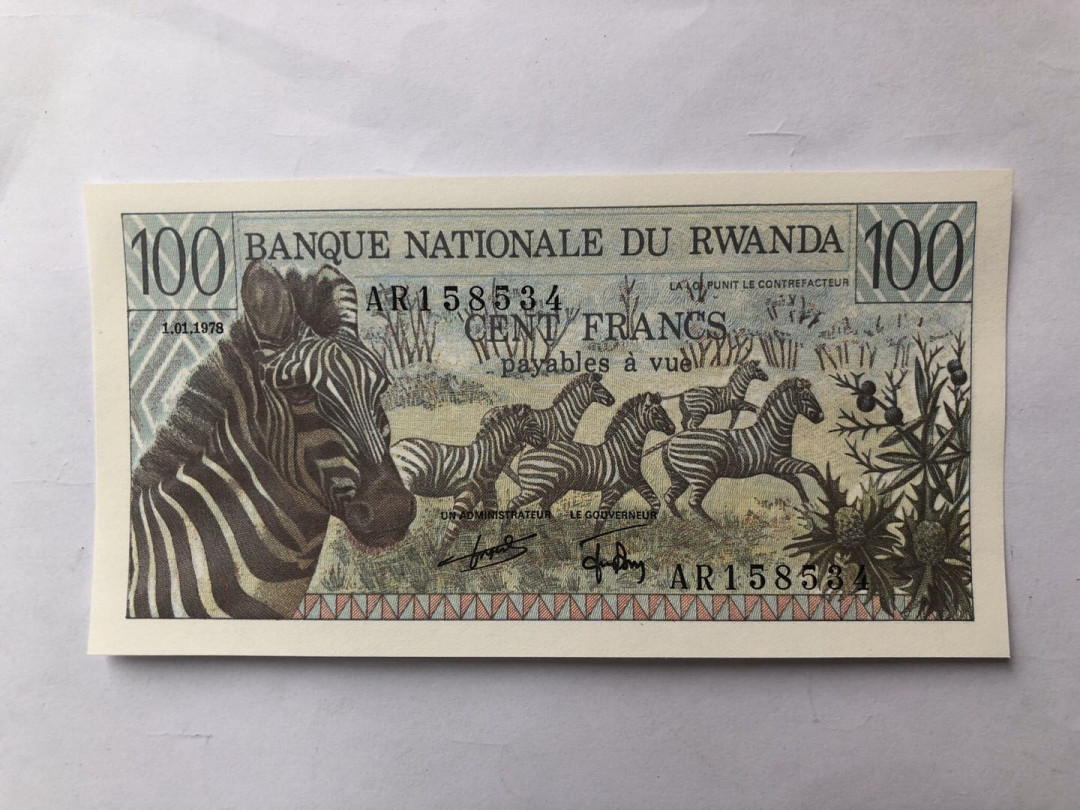 100 BANQUE NATIONALE DU RWANDA 100
LA LOI PUNIT LE CONTREFACTEUR
AR158534
1.01.1978
CENT FRANCS
payables à vue
UN ADMINISTRATEUR LE GOUVERNEUR
AR158534